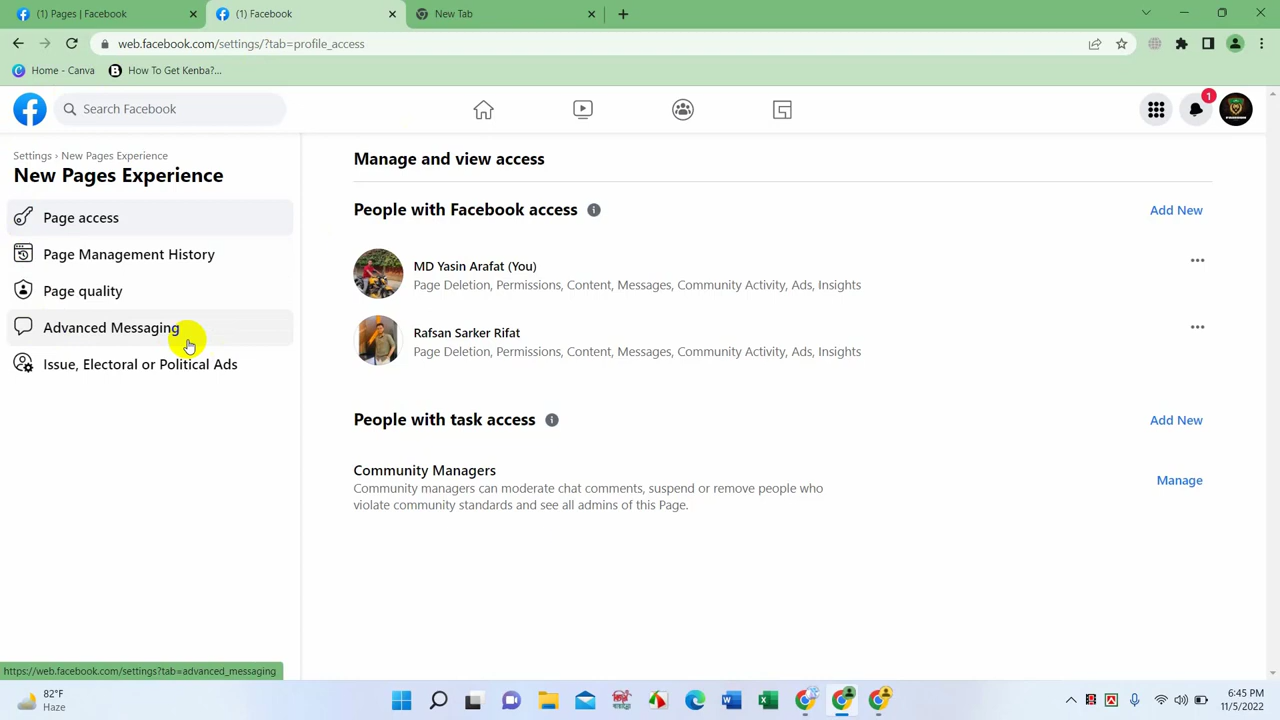 (1) Pages | Facebook
(1) Facebook
New Tab
web.facebook.com/settings/?tab=profile_access
Home - Canva
How To Get Kenba?...
Search Facebook
1
Settings › New Pages Experience
New Pages Experience
Page access
Page Management History
Page quality
Advanced Messaging
Issue, Electoral or Political Ads
Manage and view access
People with Facebook access
Add New
MD Yasin Arafat (You)
Page Deletion, Permissions, Content, Messages, Community Activity, Ads, Insights
Rafsan Sarker Rifat
Page Deletion, Permissions, Content, Messages, Community Activity, Ads, Insights
People with task access
Add New
Community Managers
Community managers can moderate chat comments, suspend or remove people who
violate community standards and see all admins of this Page.
Manage
https://web.facebook.com/settings?tab=advanced_messaging
82°F
Haze
6:45 PM
11/5/2022